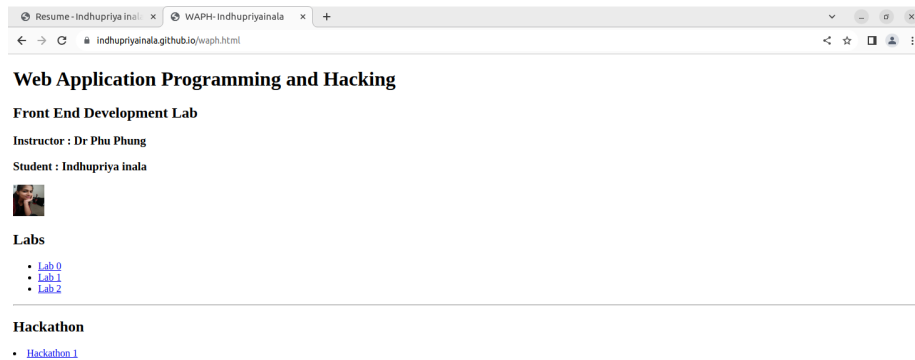 Resume - Indhupriya inala
WAPH- Indhupriyainala
indhupriyainala.github.io/waph.html
Web Application Programming and Hacking
Front End Development Lab
Instructor : Dr Phu Phung
Student : Indhupriya inala
Labs
Lab 0
Lab 1
Lab 2
Hackathon
Hackathon 1